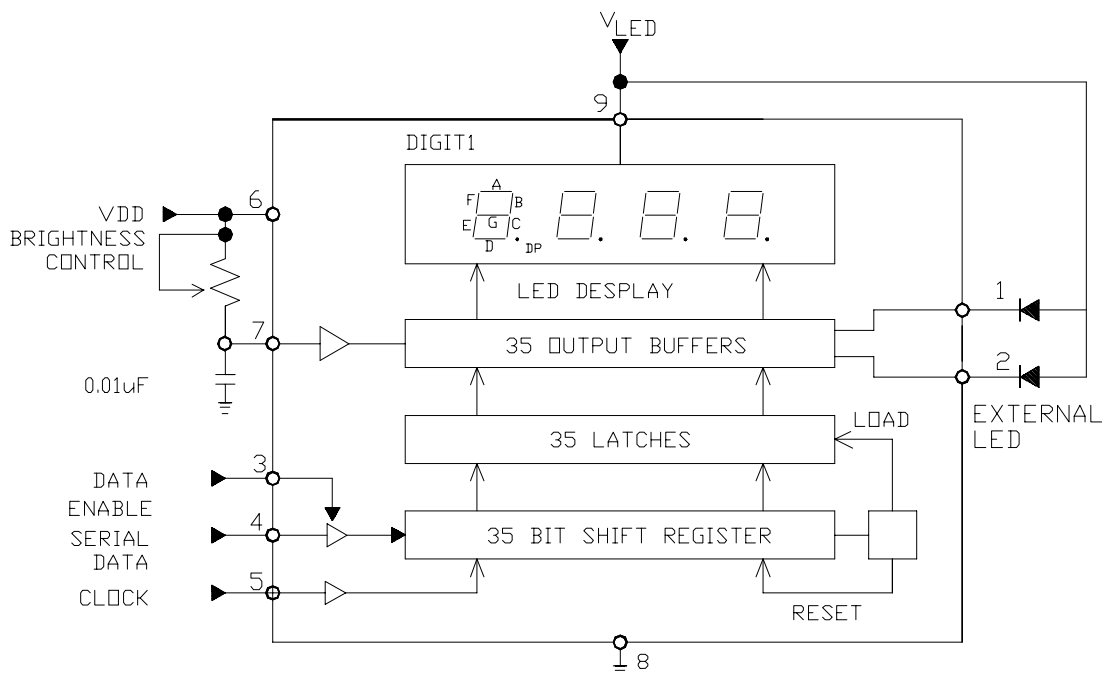 VLED
9
DIGIT1
A
F
B
E
G
C
D
DP
LED DESPLAY
VDD
6
BRIGHTNESS
CONTROL
7
35 OUTPUT BUFFERS
1
2
0.01uF
EXTERNAL
LED
35 LATCHES
LOAD
DATA
ENABLE
3
SERIAL
DATA
4
35 BIT SHIFT REGISTER
CLOCK
5
RESET
8